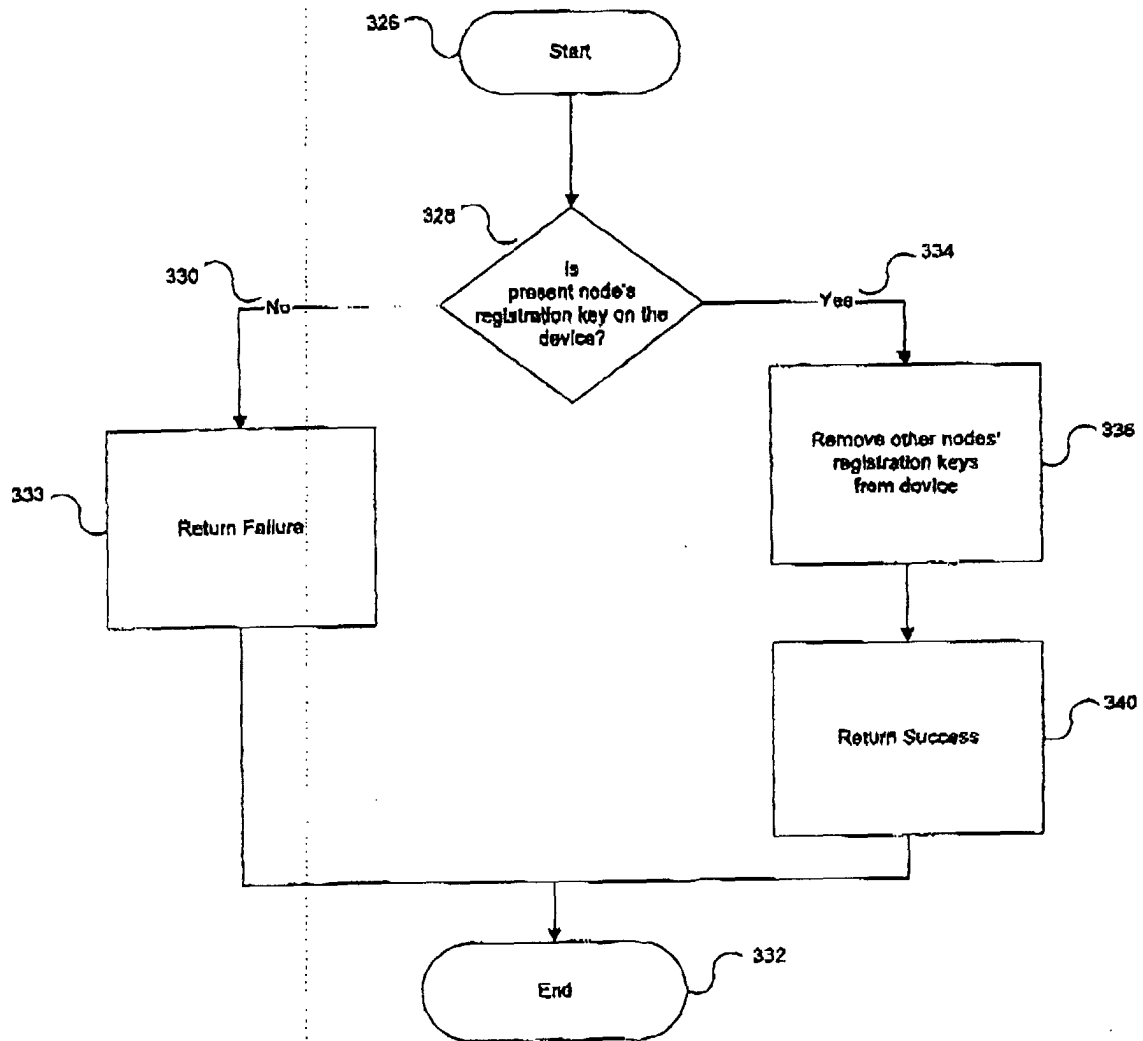 326
Start
328
Is
present node's
registration key on the
device?
330
No
334
Yes
Remove other nodes'
registration keys
from device
336
333
Return Failure
Return Success
340
End
332